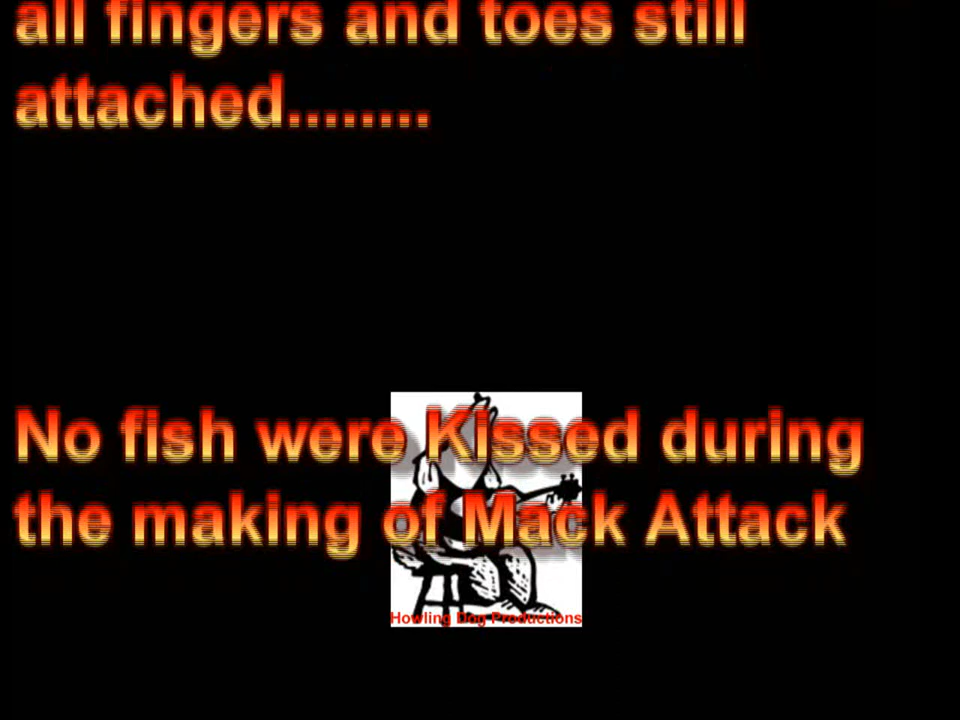 all fingers and toes still
attached........
No fish were Kissed during
the making of Mack Attack
Howling Dog Productions